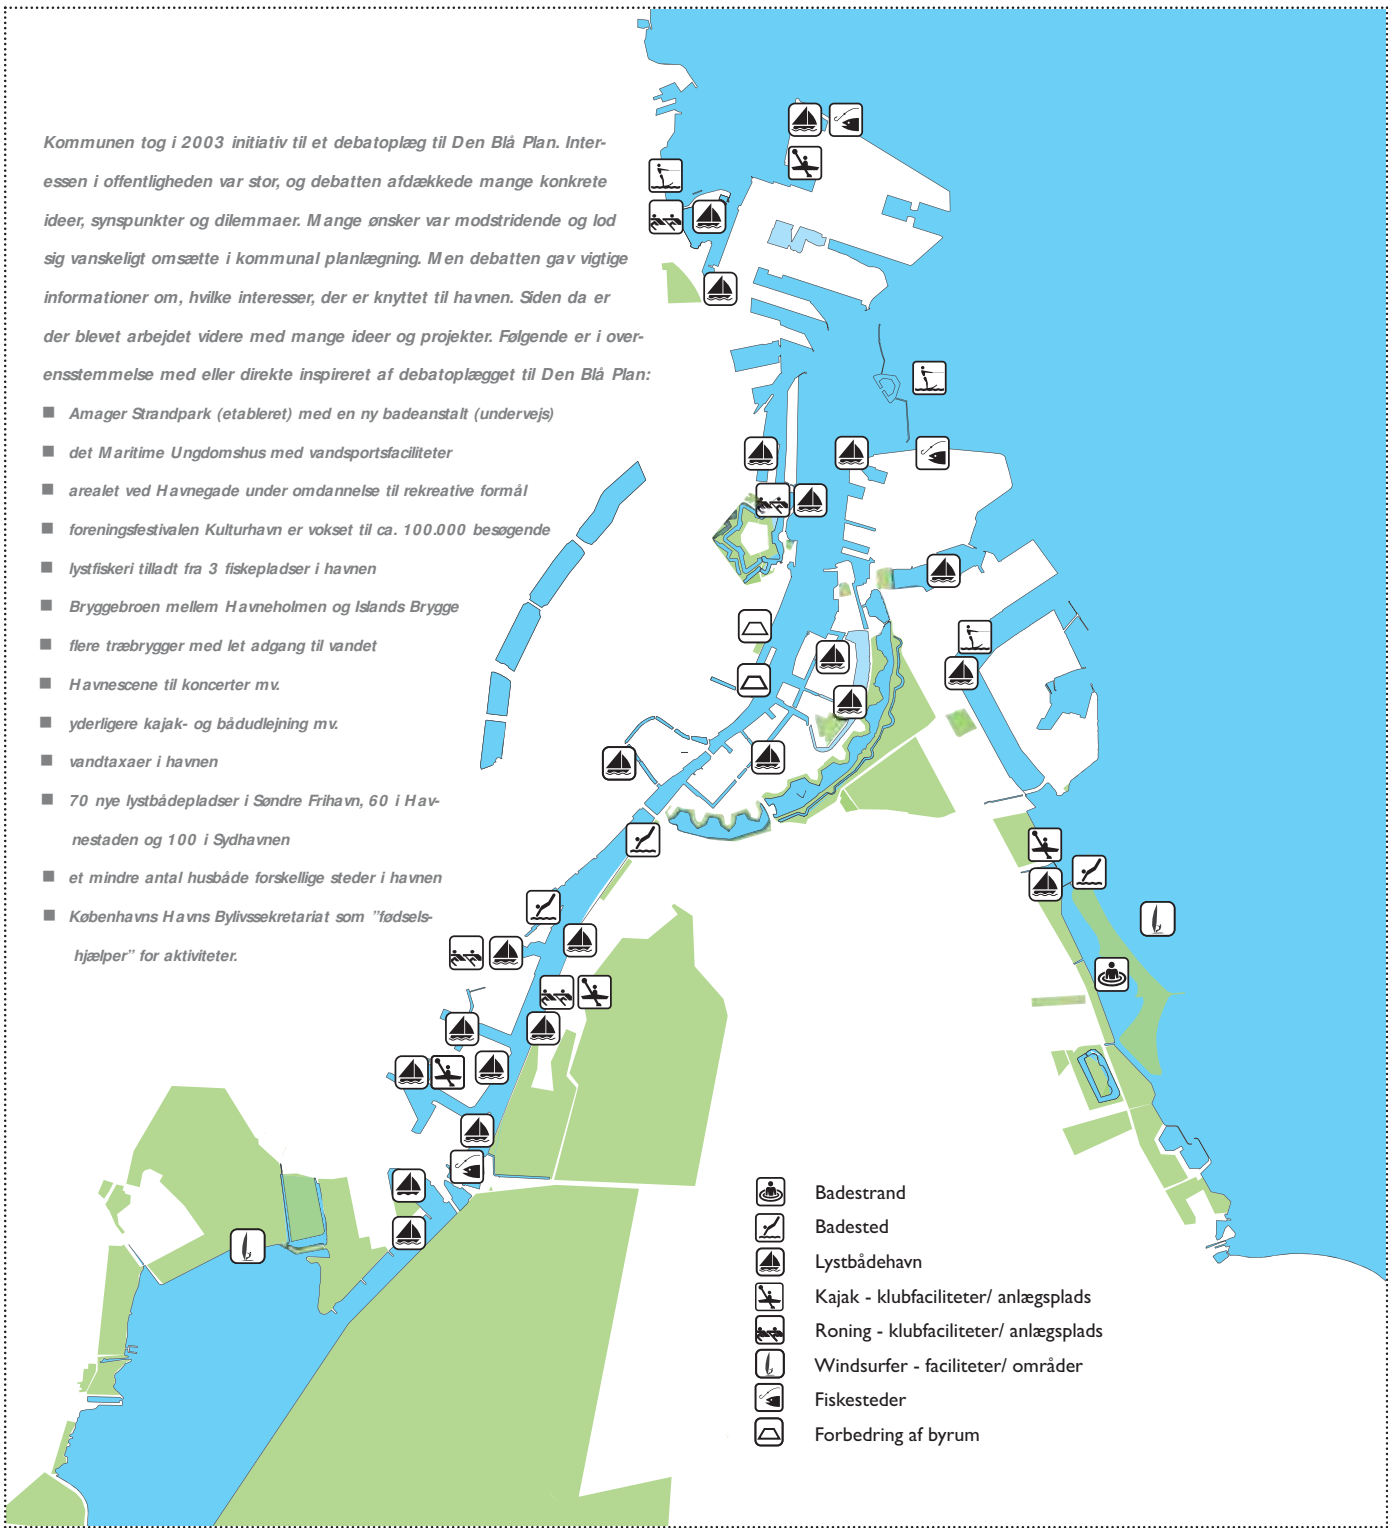 Kommunen tog i 2003 initiativ til et debatoplæg til Den Blå Plan. Inter-
essen i offentligheden var stor, og debatten afdækkede mange konkrete
ideer, synspunkter og dilemmaer. Mange ønsker var modstridende og lod
sig vanskeligt omsætte i kommunal planlægning. Men debatten gav vigtige
informationer om, hvilke interesser, der er knyttet til havnen. Siden da er
der blevet arbejdet videre med mange ideer og projekter. Følgende er i over-
ensstemmelse med eller direkte inspireret af debatoplægget til Den Blå Plan:
■ Amager Strandpark (etableret) med en ny badeanstalt (undervejs)
■ det Maritime Ungdomshus med vandsportsfaciliteter
■ arealet ved Havnegade under omdannelse til rekreative formål
■ foreningsfestivalen Kulturhavn er vokset til ca. 100.000 besøgende
■ lystfiskeri tilladt fra 3 fiskepladser i havnen
■ Bryggebroen mellem Havneholmen og Islands Brygge
■ flere træbrygger med let adgang til vandet
■ Havnescene til koncerter mv.
■ yderligere kajak- og bådudlejning mv.
■ vandtaxaer i havnen
■ 70 nye lystbådepladser i Søndre Frihavn, 60 i Hav-
nestaden og 100 i Sydhavnen
■ et mindre antal husbåde forskellige steder i havnen
■ Københavns Havns Bylivssekretariat som ”fødsels-
hjælper” for aktiviteter.
Badestrand
Badested
Lystbådehavn
Kajak - klubfaciliteter/ anlægsplads
Roning - klubfaciliteter/ anlægsplads
Windsurfer - faciliteter/ områder
Fiskesteder
Forbedring af byrum